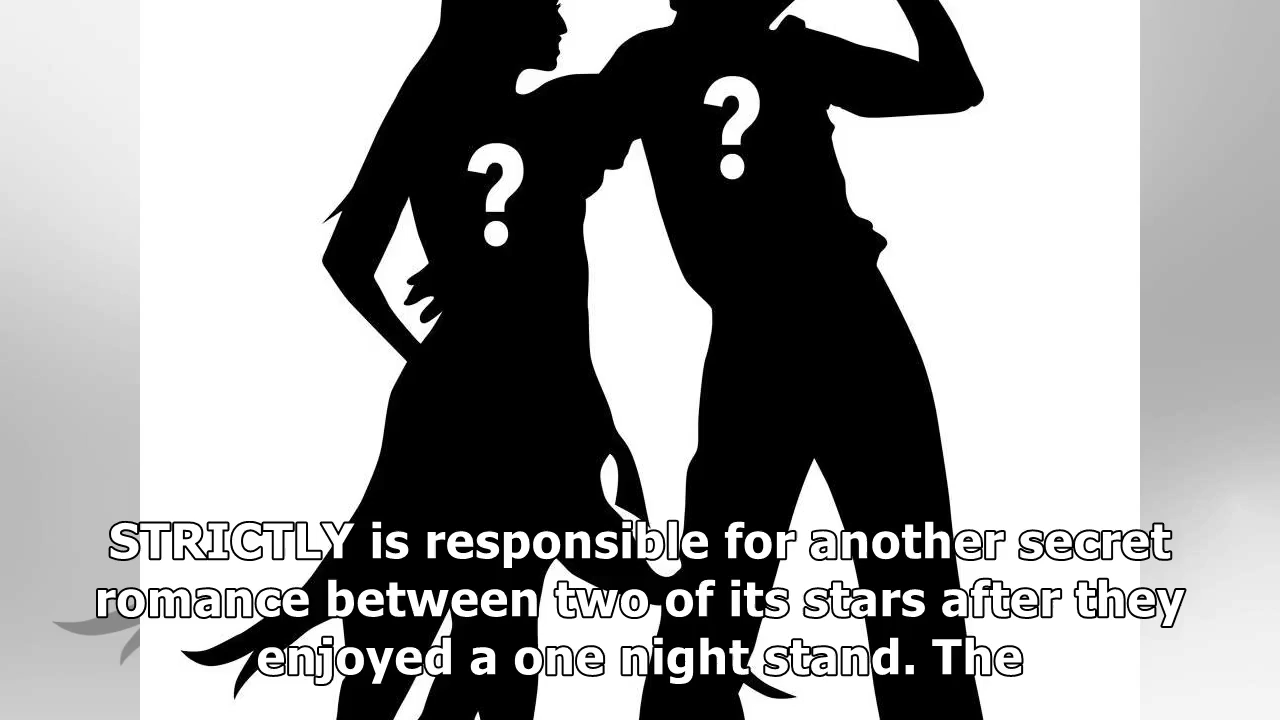 ?
?
STRICTLY is responsible for another secret
romance between two of its stars after they
enjoyed a one night stand. The